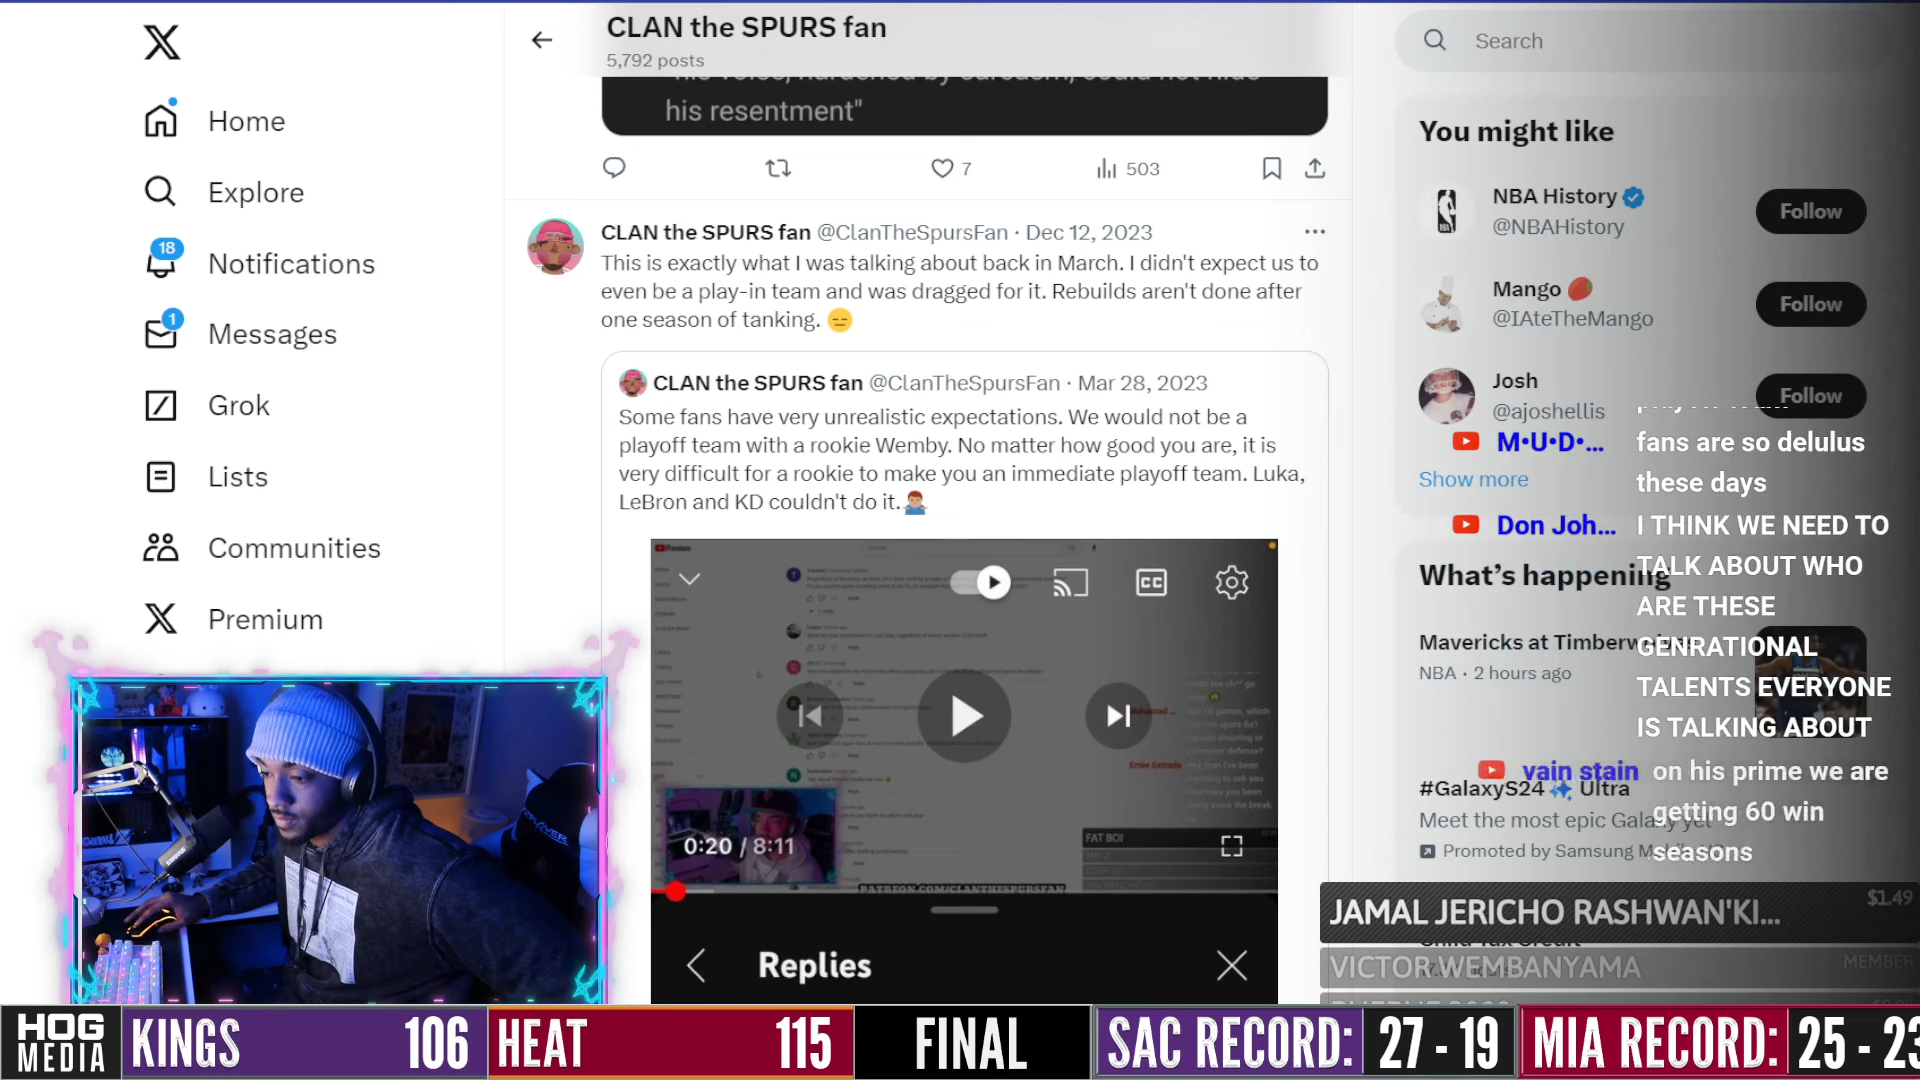 CLAN the SPURS fan
5,792 posts
Search
his resentment"
7
503
Home
Explore
18
Notifications
1
Messages
Grok
Lists
Communities
Premium
CLAN the SPURS fan @ClanTheSpursFan · Dec 12, 2023
This is exactly what I was talking about back in March. I didn't expect us to
even be a play-in team and was dragged for it. Rebuilds aren't done after
one season of tanking. 😑
CLAN the SPURS fan @ClanTheSpursFan · Mar 28, 2023
Some fans have very unrealistic expectations. We would not be a
playoff team with a rookie Wemby. No matter how good you are, it is
very difficult for a rookie to make you an immediate playoff team. Luka,
LeBron and KD couldn't do it. 🤷🏽‍♂️
CC
0:20 / 8:11
FAT BOI
PATREON.COM/CLANTHESPURSFAN
Replies
You might like
NBA History
@NBAHistory
Follow
Mango 🥭
@IAteTheMango
Follow
Josh
@ajoshellis
Follow
Show more
What's happening
Mavericks at Timberwolves
NBA · 2 hours ago
#GalaxyS24 Ultra
Meet the most epic Galaxy yet
Promoted by Samsung
M•U•D•...
fans are so delulus
these days
Don Joh...
I THINK WE NEED TO
TALK ABOUT WHO
ARE THESE
GENRATIONAL
TALENTS EVERYONE
IS TALKING ABOUT
vain stain
on his prime we are
getting 60 win
seasons
JAMAL JERICHO RASHWAN'KI...
$1.49
VICTOR WEMBANYAMA
MEMBER
HOG
MEDIA
KINGS 106
HEAT 115
FINAL
SAC RECORD: 27 - 19
MIA RECORD: 25 - 23